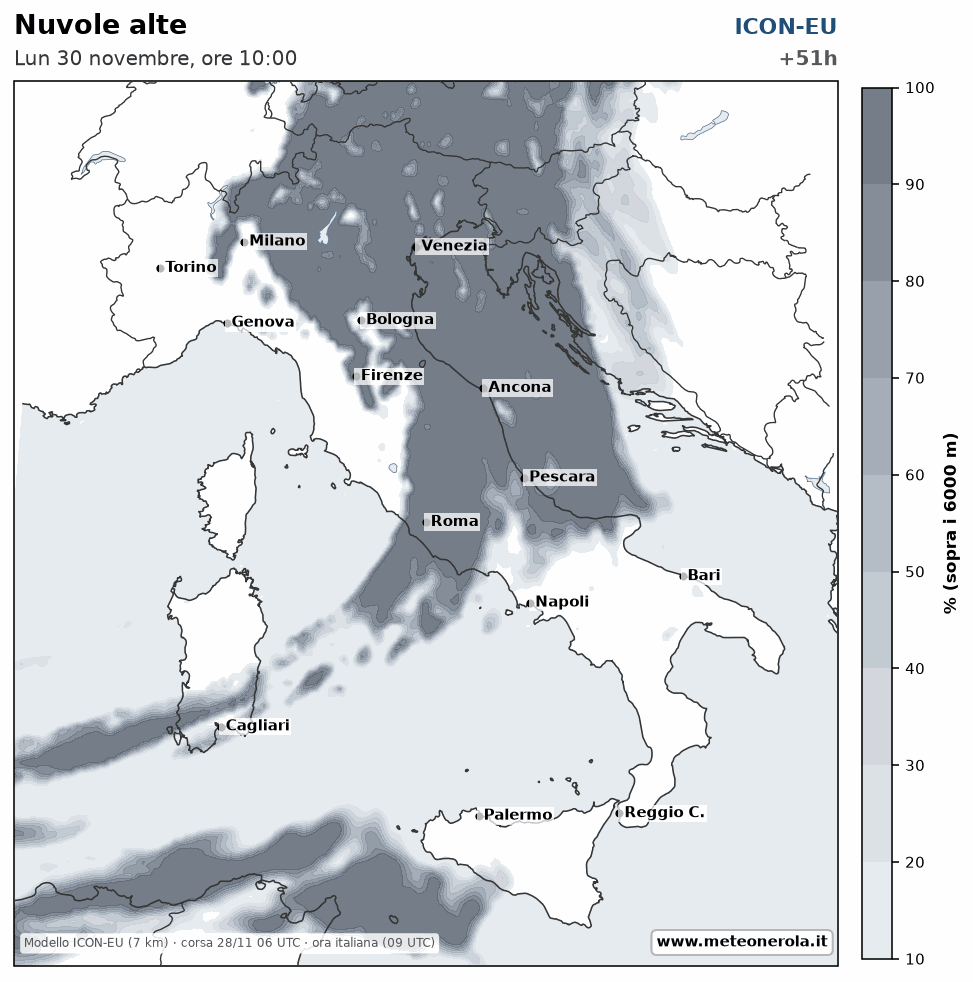 Nuvole alte
ICON-EU
Lun 30 novembre, ore 10:00
+51h
Milano
Venezia
Torino
Genova
Bologna
Firenze
Ancona
Pescara
Roma
Bari
Napoli
Cagliari
Palermo
Reggio C.
Modello ICON-EU (7 km) · corsa 28/11 06 UTC · ora italiana (09 UTC)
www.meteonerola.it
100
90
80
70
60
50
40
30
20
10
% (sopra i 6000 m)